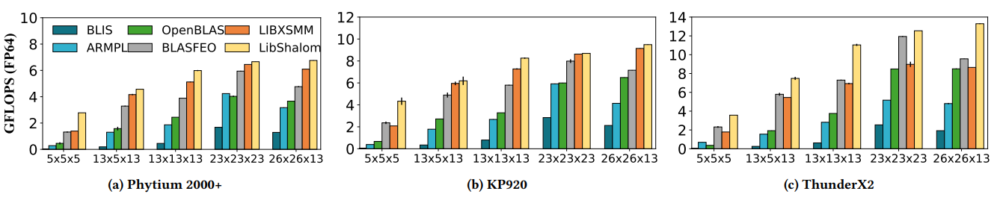 GFLOPS (FP64)
10
8
6
4
2
0
BLIS
OpenBLAS
LIBXSMM
ARMPL
BLASFEO
LibShalom
5x5x5 13x5x13 13x13x13 23x23x23 26x26x13
(a) Phytium 2000+
12
10
8
6
4
2
0
5x5x5 13x5x13 13x13x13 23x23x23 26x26x13
(b) KP920
14
12
10
8
6
4
2
0
5x5x5 13x5x13 13x13x13 23x23x23 26x26x13
(c) ThunderX2